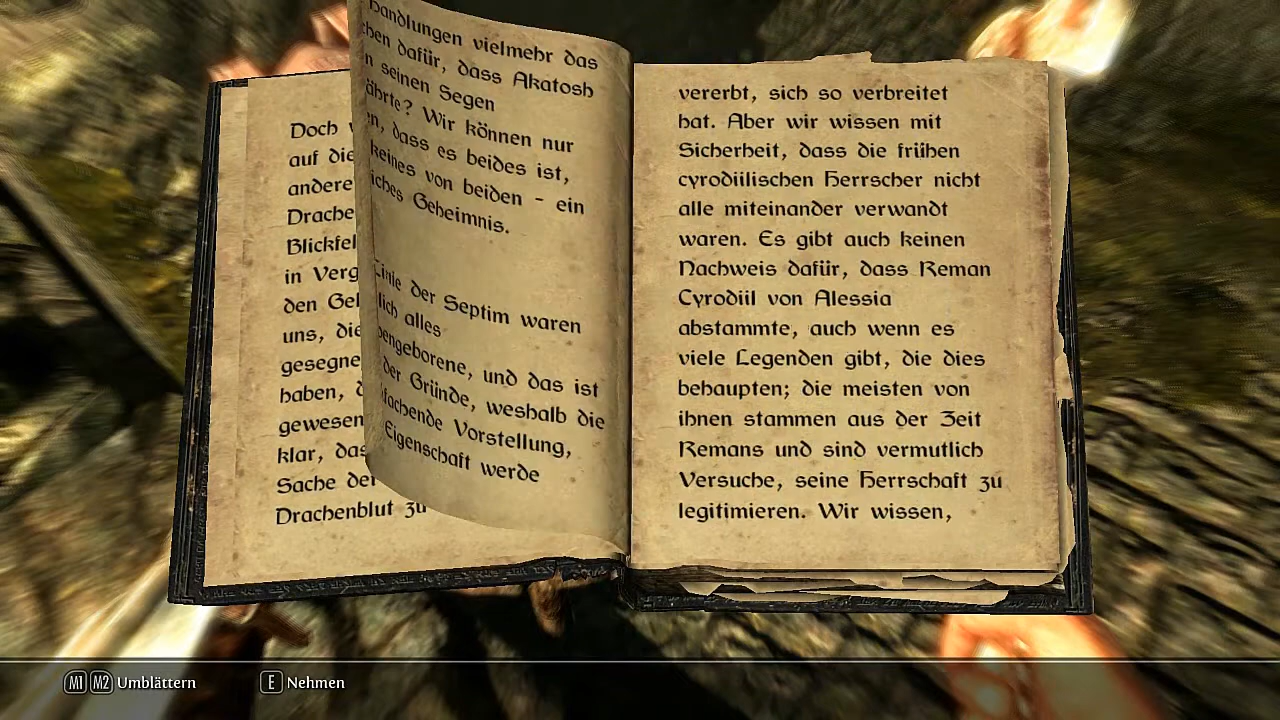 Doch
auf die
andere
Drache
Blickfel
in Verg
den Gel
uns, die
gesegne
haben,
gewesen
klar, das
Sache der
Drachenblut zu
handlungen vielmehr das
chen dafür, dass Akatosh
n seinen Segen
ährte? Wir können nur
en, dass es beides ist,
keines von beiden - ein
iches Geheimnis.
Linie der Septim waren
lich alles
engeborene, und das ist
der Gründe, weshalb die
fachende Vorstellung,
Eigenschaft werde
vererbt, sich so verbreitet
hat. Aber wir wissen mit
Sicherheit, dass die frühen
cyrodiilischen Herrscher nicht
alle miteinander verwandt
waren. Es gibt auch keinen
Nachweis dafür, dass Reman
Cyrodiil von Alessia
abstammte, auch wenn es
viele Legenden gibt, die dies
behaupten; die meisten von
ihnen stammen aus der Zeit
Remans und sind vermutlich
Versuche, seine Herrschaft zu
legitimieren. Wir wissen,
M1 M2 Umblättern
E Nehmen